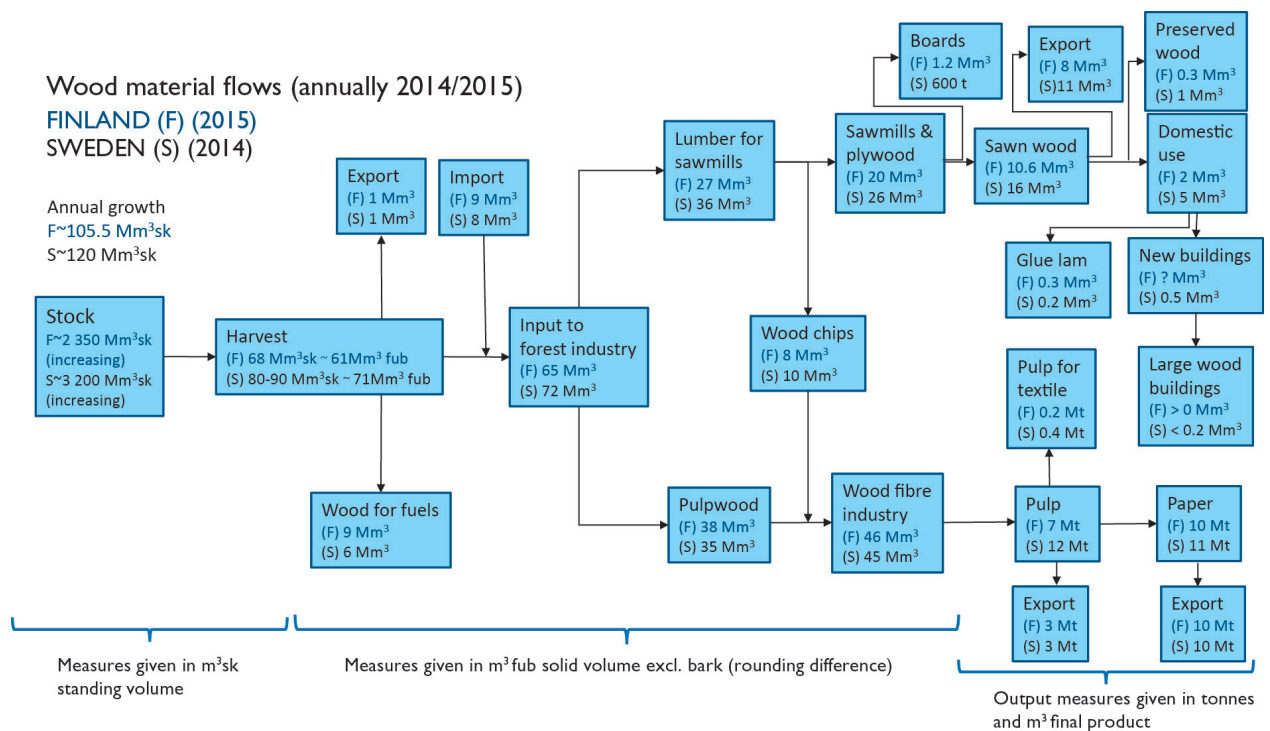 Wood material flows (annually 2014/2015)
FINLAND (F) (2015)
SWEDEN (S) (2014)
Annual growth
F~105.5 Mm³sk
S~120 Mm³sk
Stock
F~2 350 Mm³sk
(increasing)
S~3 200 Mm³sk
(increasing)
Harvest
(F) 68 Mm³sk ~ 61Mm³ fub
(S) 80-90 Mm³sk ~ 71Mm³ fub
Export
(F) 1 Mm³
(S) 1 Mm³
Import
(F) 9 Mm³
(S) 8 Mm³
Wood for fuels
(F) 9 Mm³
(S) 6 Mm³
Input to
forest industry
(F) 65 Mm³
(S) 72 Mm³
Lumber for
sawmills
(F) 27 Mm³
(S) 36 Mm³
Pulpwood
(F) 38 Mm³
(S) 35 Mm³
Wood chips
(F) 8 Mm³
(S) 10 Mm³
Sawmills &
plywood
(F) 20 Mm³
(S) 26 Mm³
Boards
(F) 1.2 Mm³
(S) 600 t
Sawn wood
(F) 10.6 Mm³
(S) 16 Mm³
Export
(F) 8 Mm³
(S)11 Mm³
Preserved
wood
(F) 0.3 Mm³
(S) 1 Mm³
Domestic
use
(F) 2 Mm³
(S) 5 Mm³
Glue lam
(F) 0.3 Mm³
(S) 0.2 Mm³
New buildings
(F) ? Mm³
(S) 0.5 Mm³
Large wood
buildings
(F) > 0 Mm³
(S) < 0.2 Mm³
Wood fibre
industry
(F) 46 Mm³
(S) 45 Mm³
Pulp for
textile
(F) 0.2 Mt
(S) 0.4 Mt
Pulp
(F) 7 Mt
(S) 12 Mt
Paper
(F) 10 Mt
(S) 11 Mt
Export
(F) 3 Mt
(S) 3 Mt
Export
(F) 10 Mt
(S) 10 Mt
Measures given in m³sk
standing volume
Measures given in m³ fub solid volume excl. bark (rounding difference)
Output measures given in tonnes
and m³ final product